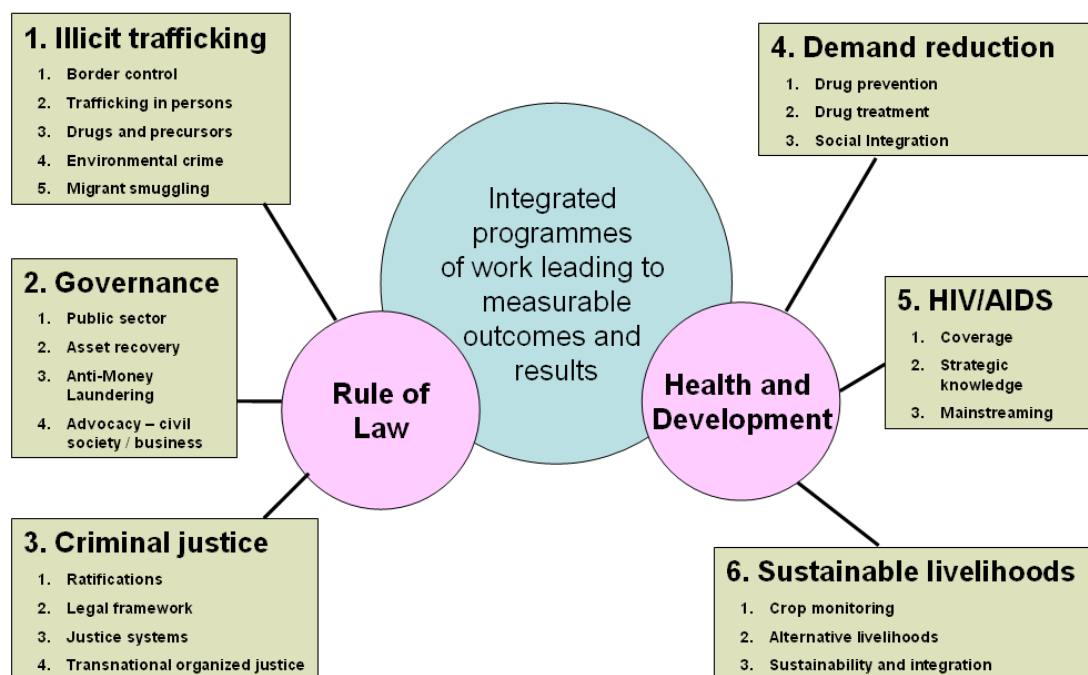 1. Illicit trafficking
1. Border control
2. Trafficking in persons
3. Drugs and precursors
4. Environmental crime
5. Migrant smuggling
2. Governance
1. Public sector
2. Asset recovery
3. Anti-Money
Laundering
4. Advocacy – civil
society / business
3. Criminal justice
1. Ratifications
2. Legal framework
3. Justice systems
4. Transnational organized justice
Rule of
Law
Integrated
programmes
of work leading to
measurable
outcomes and
results
Health and
Development
4. Demand reduction
1. Drug prevention
2. Drug treatment
3. Social Integration
5. HIV/AIDS
1. Coverage
2. Strategic
knowledge
3. Mainstreaming
6. Sustainable livelihoods
1. Crop monitoring
2. Alternative livelihoods
3. Sustainability and integration